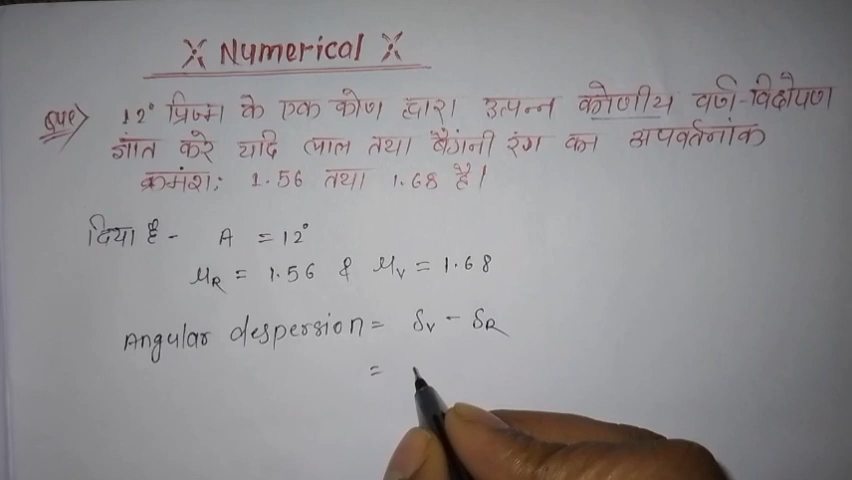 Numerical
Que> 12° प्रिज्म के एक कोण द्वारा उत्पन्न कोणीय वर्ण-विक्षेपण
ज्ञात करे यदि लाल तथा बैंगनी रंग का अपवर्तनांक
क्रमंश: 1.56 तथा 1.68 है।
दिया है - A = 12°
μR = 1.56 & μV = 1.68
Angular despersion = δV - δR
=